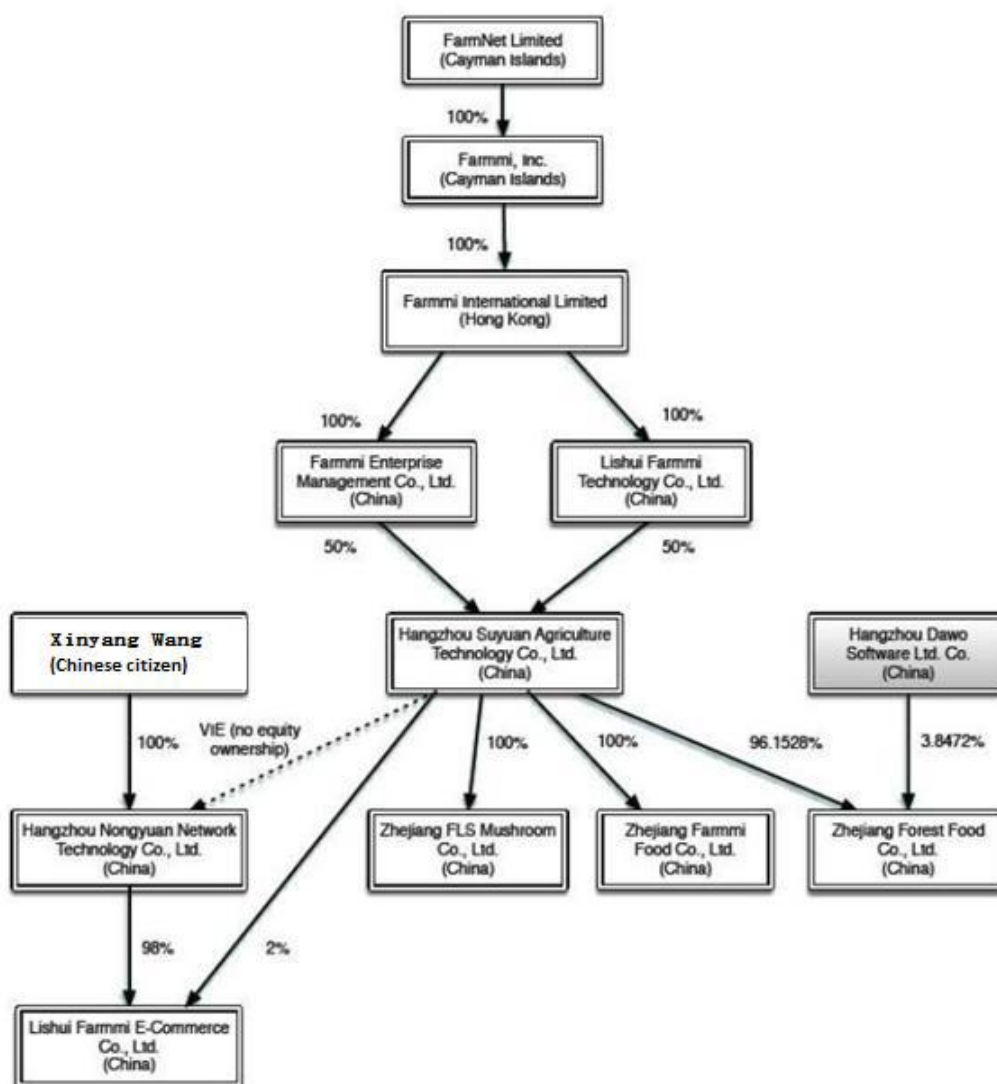 FarmNet Limited
(Cayman Islands)
100%
Farmmi, Inc.
(Cayman Islands)
100%
Farmmi International Limited
(Hong Kong)
100%
100%
Farmmi Enterprise
Management Co., Ltd.
(China)
Lishui Farmmi
Technology Co., Ltd.
(China)
50%
50%
Xinyang Wang
(Chinese citizen)
Hangzhou Suyuan Agriculture
Technology Co., Ltd.
(China)
Hangzhou Dawo
Software Ltd. Co.
(China)
100%
VIE (no equity
ownership)
100%
100%
96.1528%
3.8472%
Hangzhou Nongyuan Network
Technology Co., Ltd.
(China)
Zhejiang FLS Mushroom
Co., Ltd.
(China)
Zhejiang Farmmi
Food Co., Ltd.
(China)
Zhejiang Forest Food
Co., Ltd.
(China)
98%
2%
Lishui Farmmi E-Commerce
Co., Ltd.
(China)